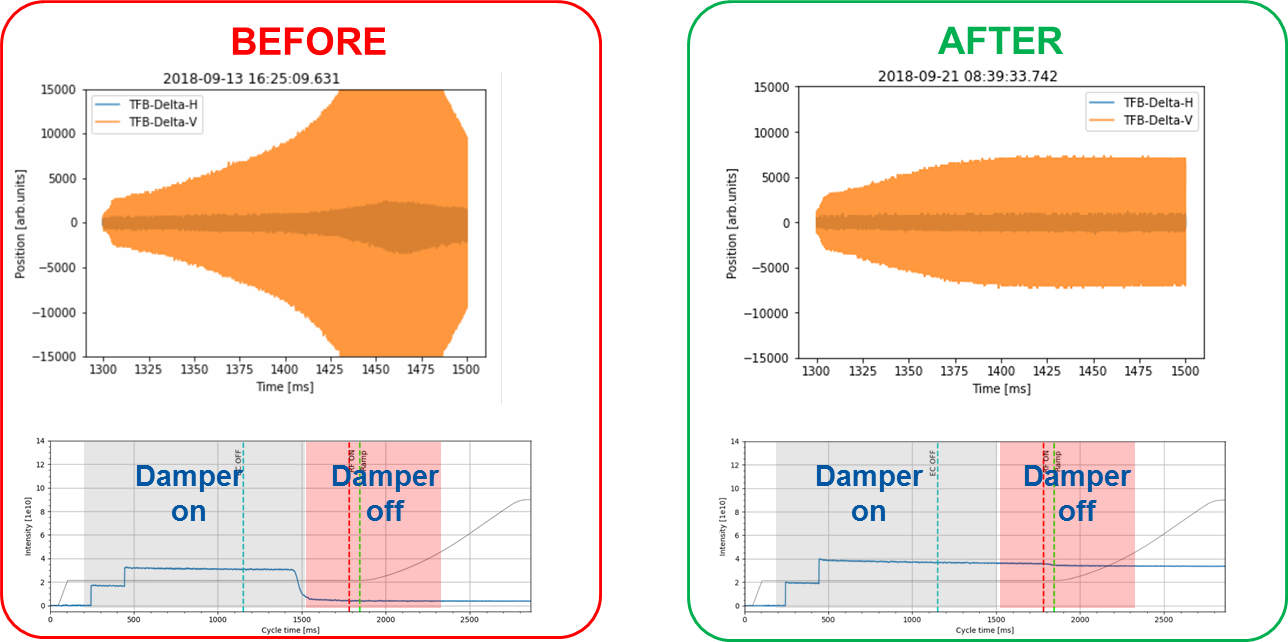 BEFORE
2018-09-13 16:25:09.631
TFB-Delta-H
TFB-Delta-V
15000
10000
5000
0
−5000
−10000
−15000
Position [arb.units]
1300 1325 1350 1375 1400 1425 1450 1475 1500
Time [ms]
14
12
10
8
6
4
2
0
Intensity [1e10]
EC OFF
RF ON
Ramp
Damper
on
Damper
off
0 500 1000 1500 2000 2500
Cycle time [ms]
AFTER
2018-09-21 08:39:33.742
TFB-Delta-H
TFB-Delta-V
15000
10000
5000
0
−5000
−10000
−15000
Position [arb.units]
1300 1325 1350 1375 1400 1425 1450 1475 1500
Time [ms]
14
12
10
8
6
4
2
0
Intensity [1e10]
EC OFF
RF ON
Ramp
Damper
on
Damper
off
0 500 1000 1500 2000 2500
Cycle time [ms]